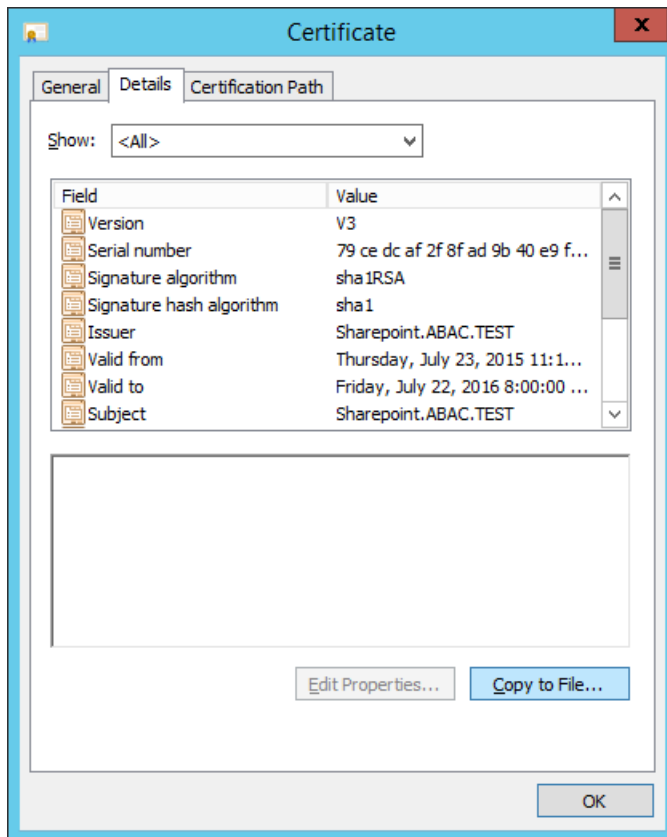 Certificate
x
General Details Certification Path
Show: <All>
Field Value
Version V3
Serial number 79 ce dc af 2f 8f ad 9b 40 e9 f...
Signature algorithm sha1RSA
Signature hash algorithm sha1
Issuer Sharepoint.ABAC.TEST
Valid from Thursday, July 23, 2015 11:1...
Valid to Friday, July 22, 2016 8:00:00 ...
Subject Sharepoint.ABAC.TEST
Edit Properties... Copy to File...
OK